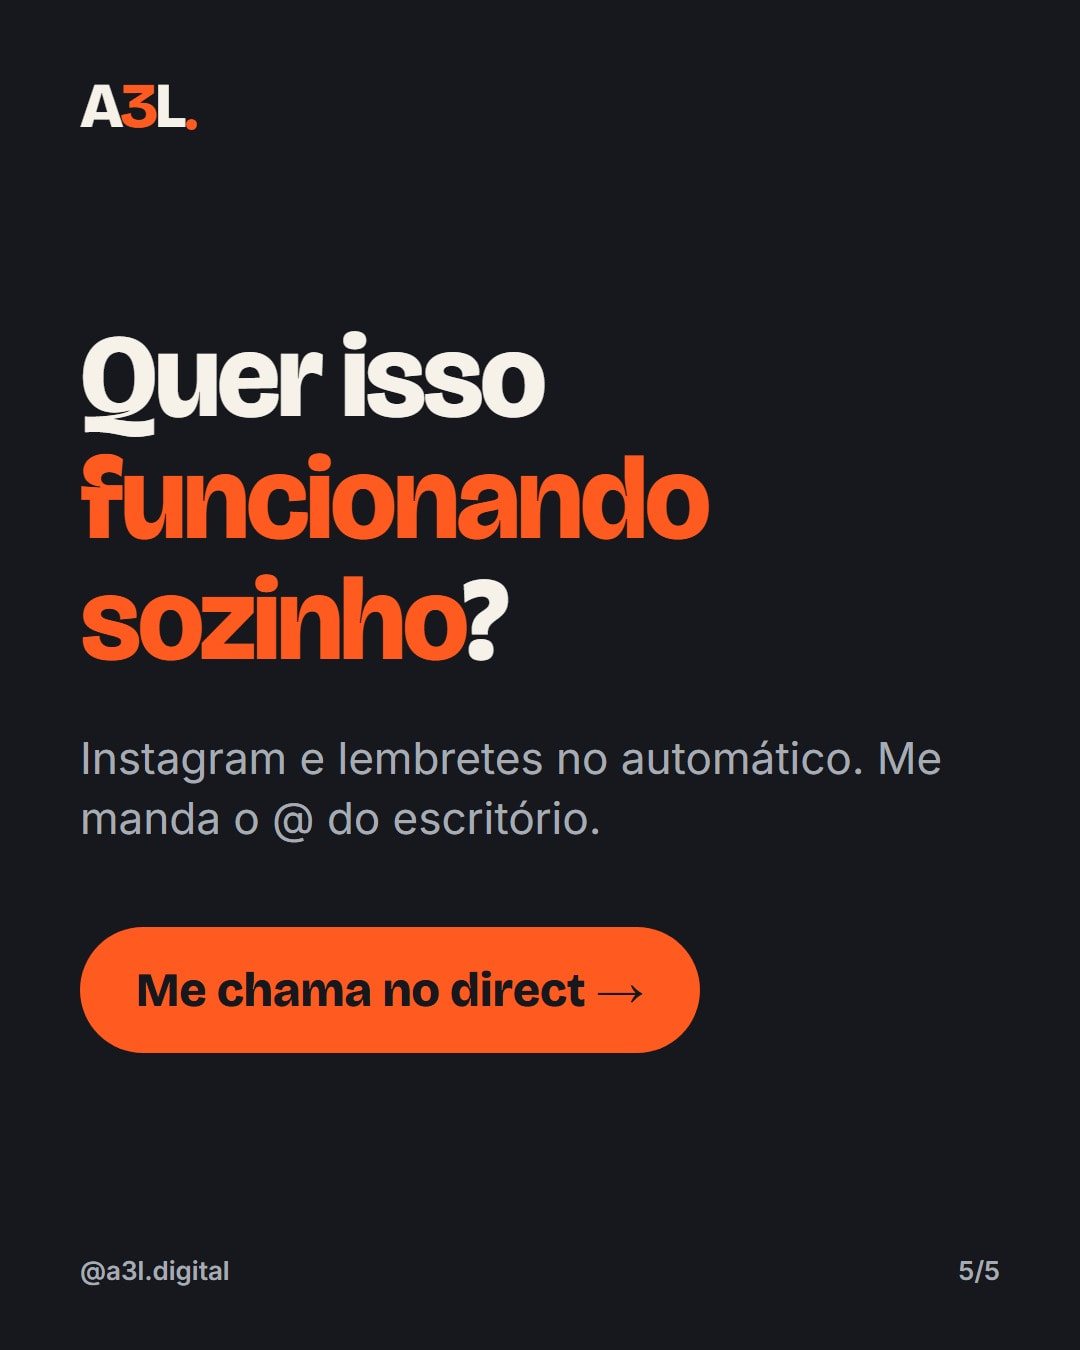 A3L.
Quer isso
funcionando
sozinho?
Instagram e lembretes no automático. Me
manda o @ do escritório.
Me chama no direct →
@a3l.digital
5/5